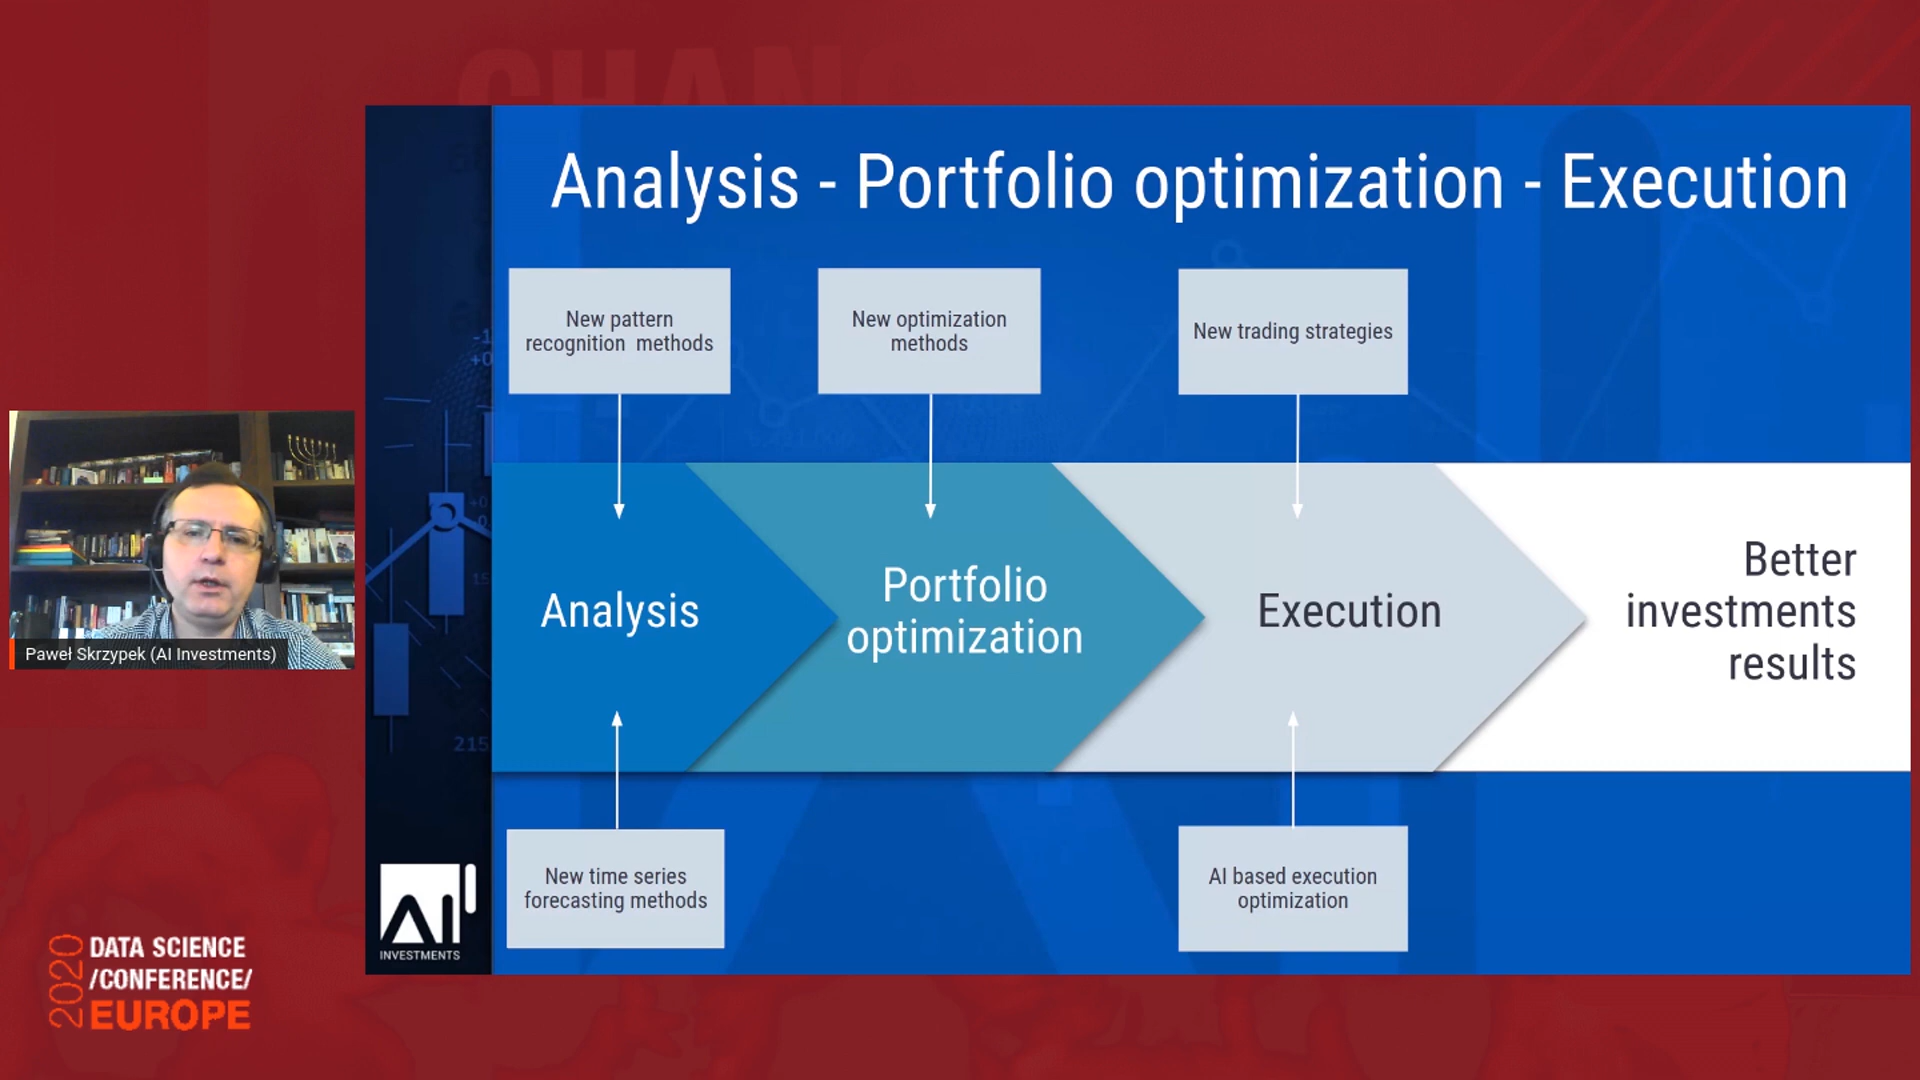 Analysis - Portfolio optimization - Execution
New pattern
recognition methods
New optimization
methods
New trading strategies
Analysis
Portfolio
optimization
Execution
Better
investments
results
New time series
forecasting methods
AI based execution
optimization
Paweł Skrzypek (AI Investments)
AI
INVESTMENTS
2020
DATA SCIENCE
/CONFERENCE/
EUROPE
215